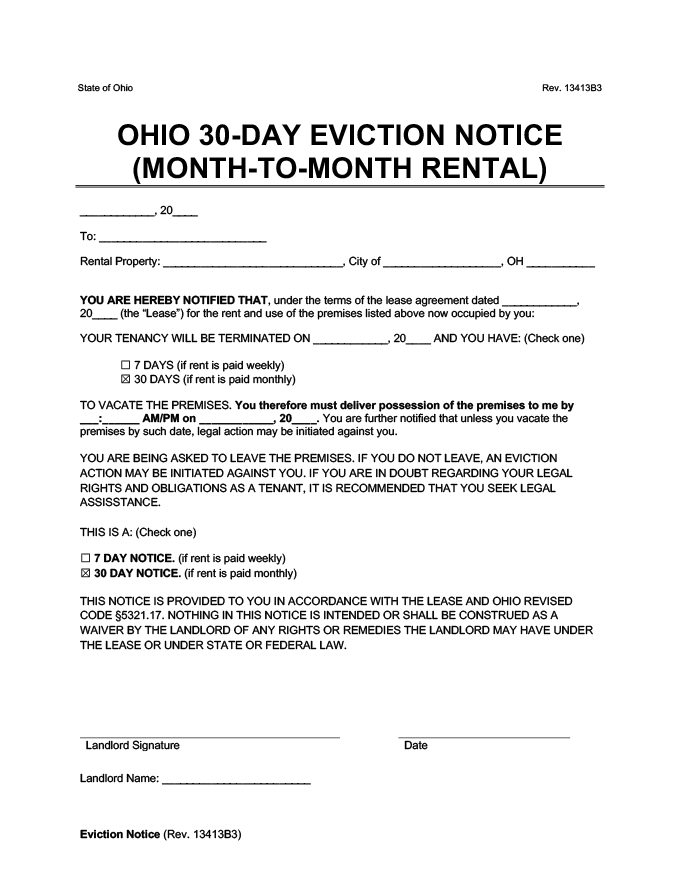 State of Ohio Rev. 13413B3
OHIO 30-DAY EVICTION NOTICE
(MONTH-TO-MONTH RENTAL)
____________, 20____
To: ___________________________
Rental Property: _____________________________, City of ___________________, OH ___________
YOU ARE HEREBY NOTIFIED THAT, under the terms of the lease agreement dated ____________,
20____ (the “Lease”) for the rent and use of the premises listed above now occupied by you:
YOUR TENANCY WILL BE TERMINATED ON ____________, 20____ AND YOU HAVE: (Check one)
☐ 7 DAYS (if rent is paid weekly)
☒ 30 DAYS (if rent is paid monthly)
TO VACATE THE PREMISES. You therefore must deliver possession of the premises to me by
___:______ AM/PM on ____________, 20____. You are further notified that unless you vacate the
premises by such date, legal action may be initiated against you.
YOU ARE BEING ASKED TO LEAVE THE PREMISES. IF YOU DO NOT LEAVE, AN EVICTION
ACTION MAY BE INITIATED AGAINST YOU. IF YOU ARE IN DOUBT REGARDING YOUR LEGAL
RIGHTS AND OBLIGATIONS AS A TENANT, IT IS RECOMMENDED THAT YOU SEEK LEGAL
ASSISSTANCE.
THIS IS A: (Check one)
☐ 7 DAY NOTICE. (if rent is paid weekly)
☒ 30 DAY NOTICE. (if rent is paid monthly)
THIS NOTICE IS PROVIDED TO YOU IN ACCORDANCE WITH THE LEASE AND OHIO REVISED
CODE §5321.17. NOTHING IN THIS NOTICE IS INTENDED OR SHALL BE CONSTRUED AS A
WAIVER BY THE LANDLORD OF ANY RIGHTS OR REMEDIES THE LANDLORD MAY HAVE UNDER
THE LEASE OR UNDER STATE OR FEDERAL LAW.
Landlord Signature Date
Landlord Name: ________________________
Eviction Notice (Rev. 13413B3)